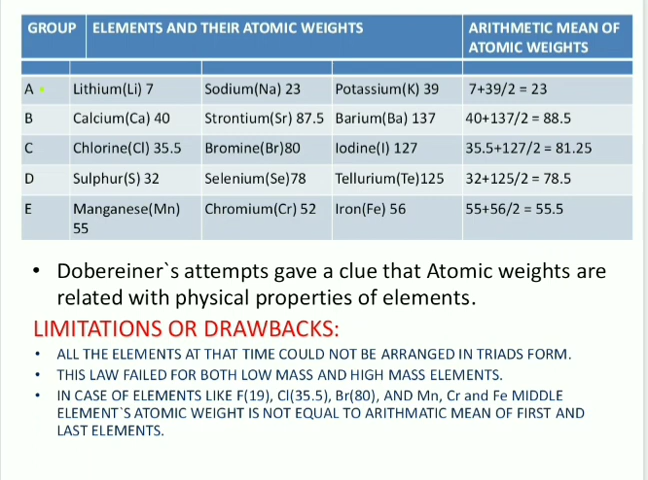 GROUP ELEMENTS AND THEIR ATOMIC WEIGHTS ARITHMETIC MEAN OF
ATOMIC WEIGHTS
A Lithium(Li) 7 Sodium(Na) 23 Potassium(K) 39 7+39/2 = 23
B Calcium(Ca) 40 Strontium(Sr) 87.5 Barium(Ba) 137 40+137/2 = 88.5
C Chlorine(Cl) 35.5 Bromine(Br)80 Iodine(I) 127 35.5+127/2 = 81.25
D Sulphur(S) 32 Selenium(Se)78 Tellurium(Te)125 32+125/2 = 78.5
E Manganese(Mn) Chromium(Cr) 52 Iron(Fe) 56 55+56/2 = 55.5
55
• Dobereiner`s attempts gave a clue that Atomic weights are
related with physical properties of elements.
LIMITATIONS OR DRAWBACKS:
• ALL THE ELEMENTS AT THAT TIME COULD NOT BE ARRANGED IN TRIADS FORM.
• THIS LAW FAILED FOR BOTH LOW MASS AND HIGH MASS ELEMENTS.
• IN CASE OF ELEMENTS LIKE F(19), Cl(35.5), Br(80), AND Mn, Cr and Fe MIDDLE
ELEMENT`S ATOMIC WEIGHT IS NOT EQUAL TO ARITHMATIC MEAN OF FIRST AND
LAST ELEMENTS.